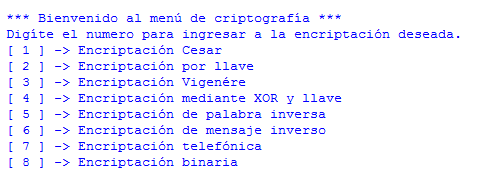 *** Bienvenido al menú de criptografía ***
Digíte el numero para ingresar a la encriptación deseada.
[ 1 ] -> Encriptación Cesar
[ 2 ] -> Encriptación por llave
[ 3 ] -> Encriptación Vigenére
[ 4 ] -> Encriptación mediante XOR y llave
[ 5 ] -> Encriptación de palabra inversa
[ 6 ] -> Encriptación de mensaje inverso
[ 7 ] -> Encriptación telefónica
[ 8 ] -> Encriptación binaria